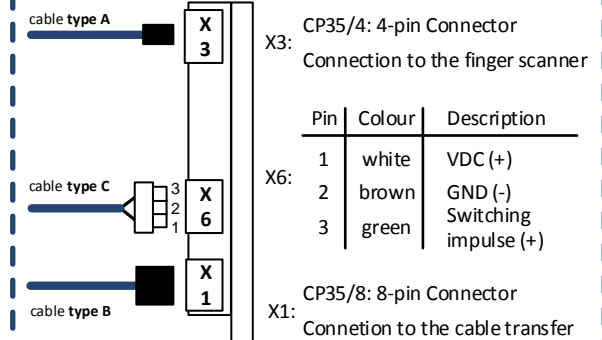 cable type A
X
3
X3:
CP35/4: 4-pin Connector
Connection to the finger scanner
Pin Colour Description
X6:
1 white VDC (+)
2 brown GND (-)
3 green Switching
impulse (+)
cable type C
3
2
1
X
6
X
1
cable type B
X1:
CP35/8: 8-pin Connector
Connetion to the cable transfer